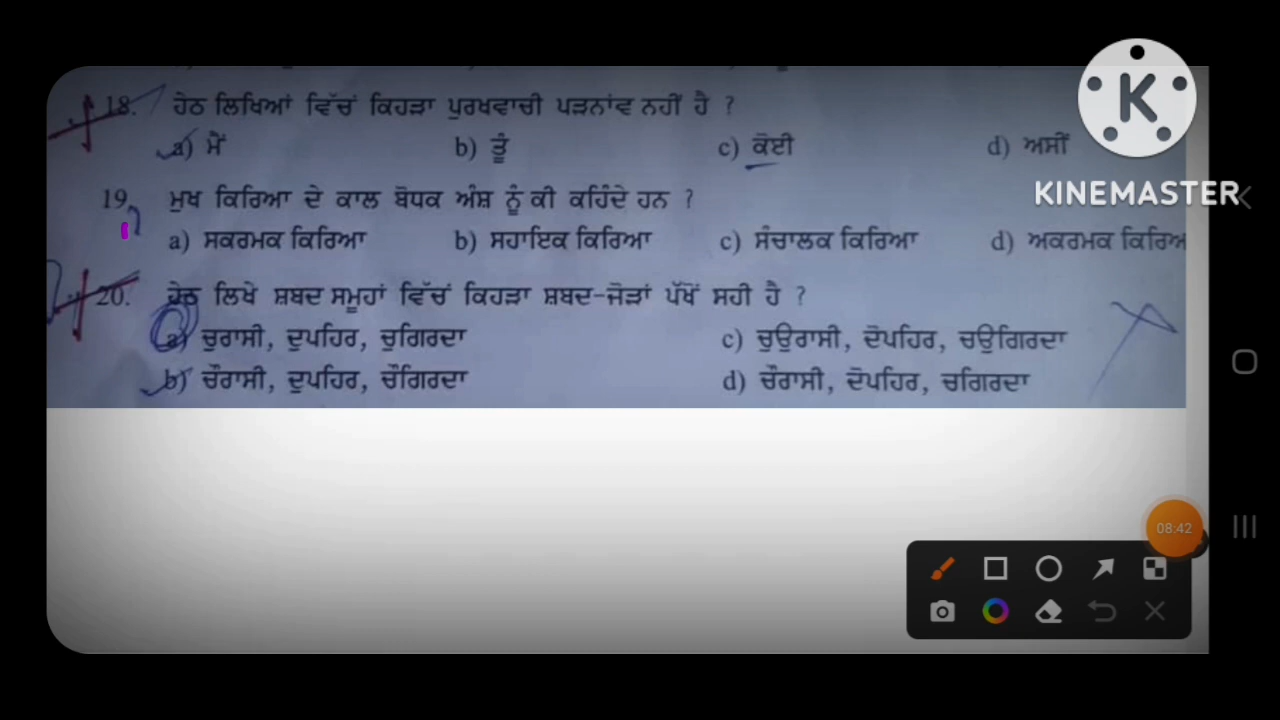 18. ਹੇਠ ਲਿਖਿਆਂ ਵਿੱਚੋਂ ਕਿਹੜਾ ਪੁਰਖਵਾਚੀ ਪੜਨਾਂਵ ਨਹੀਂ ਹੈ ?
a) ਮੈਂ b) ਤੂੰ c) ਕੋਈ d) ਅਸੀਂ
K
KINEMASTER
19. ਮੁਖ ਕਿਰਿਆ ਦੇ ਕਾਲ ਬੋਧਕ ਅੰਸ਼ ਨੂੰ ਕੀ ਕਹਿੰਦੇ ਹਨ ?
a) ਸਕਰਮਕ ਕਿਰਿਆ b) ਸਹਾਇਕ ਕਿਰਿਆ c) ਸੰਚਾਲਕ ਕਿਰਿਆ d) ਅਕਰਮਕ
20. ਹੇਠ ਲਿਖੇ ਸ਼ਬਦ ਸਮੂਹਾਂ ਵਿੱਚੋਂ ਕਿਹੜਾ ਸ਼ਬਦ-ਜੋੜਾਂ ਪੱਖੋਂ ਸਹੀ ਹੈ ?
a) ਚੁਰਾਸੀ, ਦੁਪਹਿਰ, ਚੁਗਿਰਦਾ c) ਚੁਉਰਾਸੀ, ਦੋਪਹਿਰ, ਚਉਗਿਰਦਾ
b) ਚੌਰਾਸੀ, ਦੁਪਹਿਰ, ਚੌਗਿਰਦਾ d) ਚੌਰਾਸੀ, ਦੋਪਹਿਰ, ਚਗਿਰਦਾ
08:42